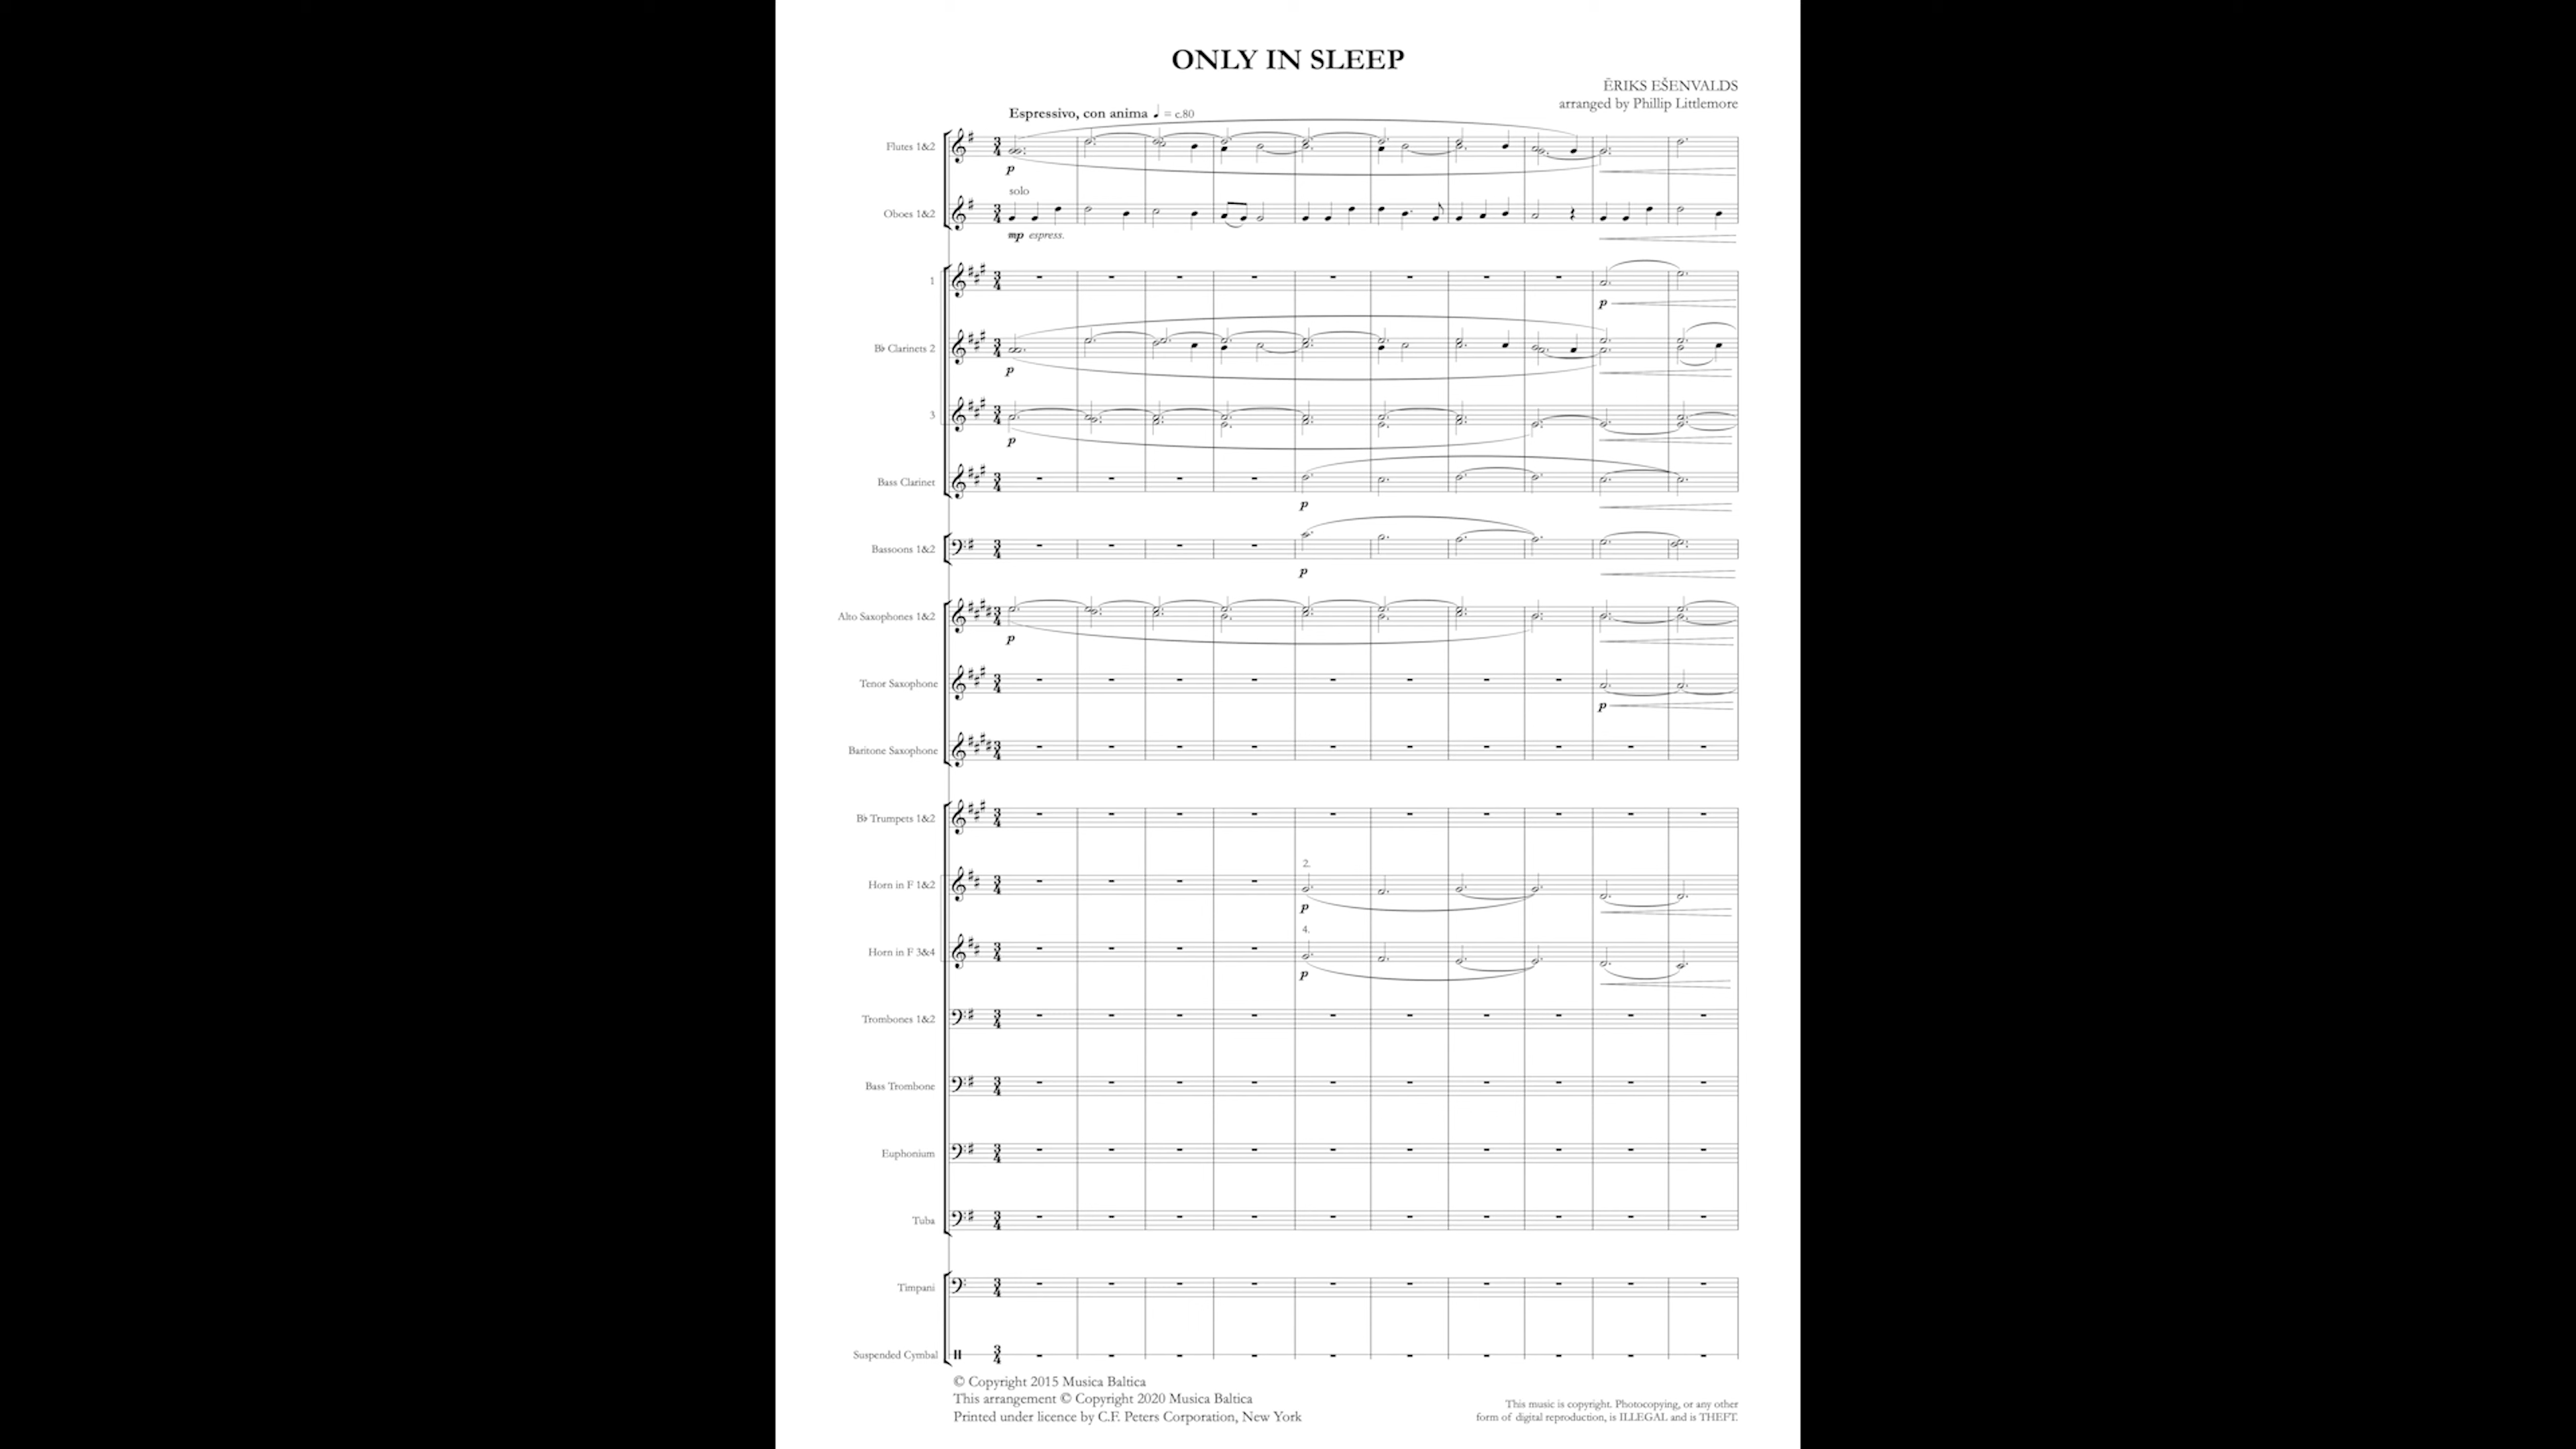 ONLY IN SLEEP
ĒRIKS EŠENVALDS
arranged by Phillip Littlemore
Espressivo, con anima ♩ = c.80
Flutes 1&2
p
solo
Oboes 1&2
mp espress.
1
p
B♭ Clarinets 2
p
3
p
Bass Clarinet
p
Bassoons 1&2
p
Alto Saxophones 1&2
p
Tenor Saxophone
p
Baritone Saxophone
B♭ Trumpets 1&2
2.
Horn in F 1&2
p
4.
Horn in F 3&4
p
Trombones 1&2
Bass Trombone
Euphonium
Tuba
Timpani
Suspended Cymbal
© Copyright 2015 Musica Baltica
This arrangement © Copyright 2020 Musica Baltica
Printed under licence by C.F. Peters Corporation, New York
This music is copyright. Photocopying, or any other
form of digital reproduction, is ILLEGAL and is THEFT.